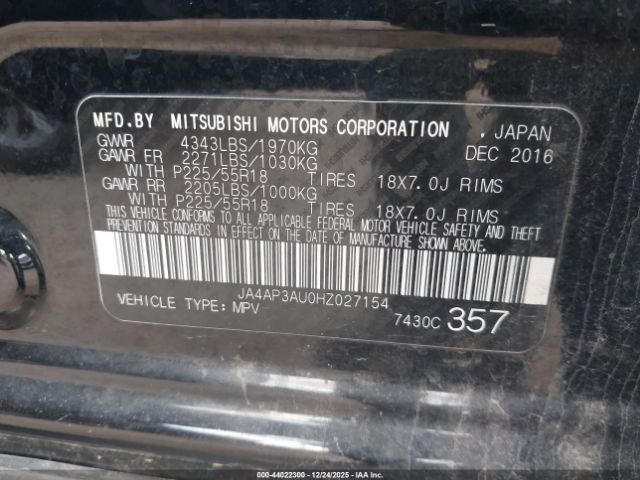 MFD.BY MITSUBISHI MOTORS CORPORATION , JAPAN
GVWR 4343LBS/1970KG DEC 2016
GAWR FR 2271LBS/1030KG
WITH P225/55R18 TIRES 18X7.0J RIMS
GAWR RR 2205LBS/1000KG
WITH P225/55R18 TIRES 18X7.0J RIMS
THIS VEHICLE CONFORMS TO ALL APPLICABLE FEDERAL MOTOR VEHICLE SAFETY AND THEFT
PREVENTION STANDARDS IN EFFECT ON THE DATE OF MANUFACTURE SHOWN ABOVE.
JA4AP3AU0HZ027154
VEHICLE TYPE: MPV 7430C 357
000-44022300 - 12/24/2025 - © IAA Inc. All Rights Reserved